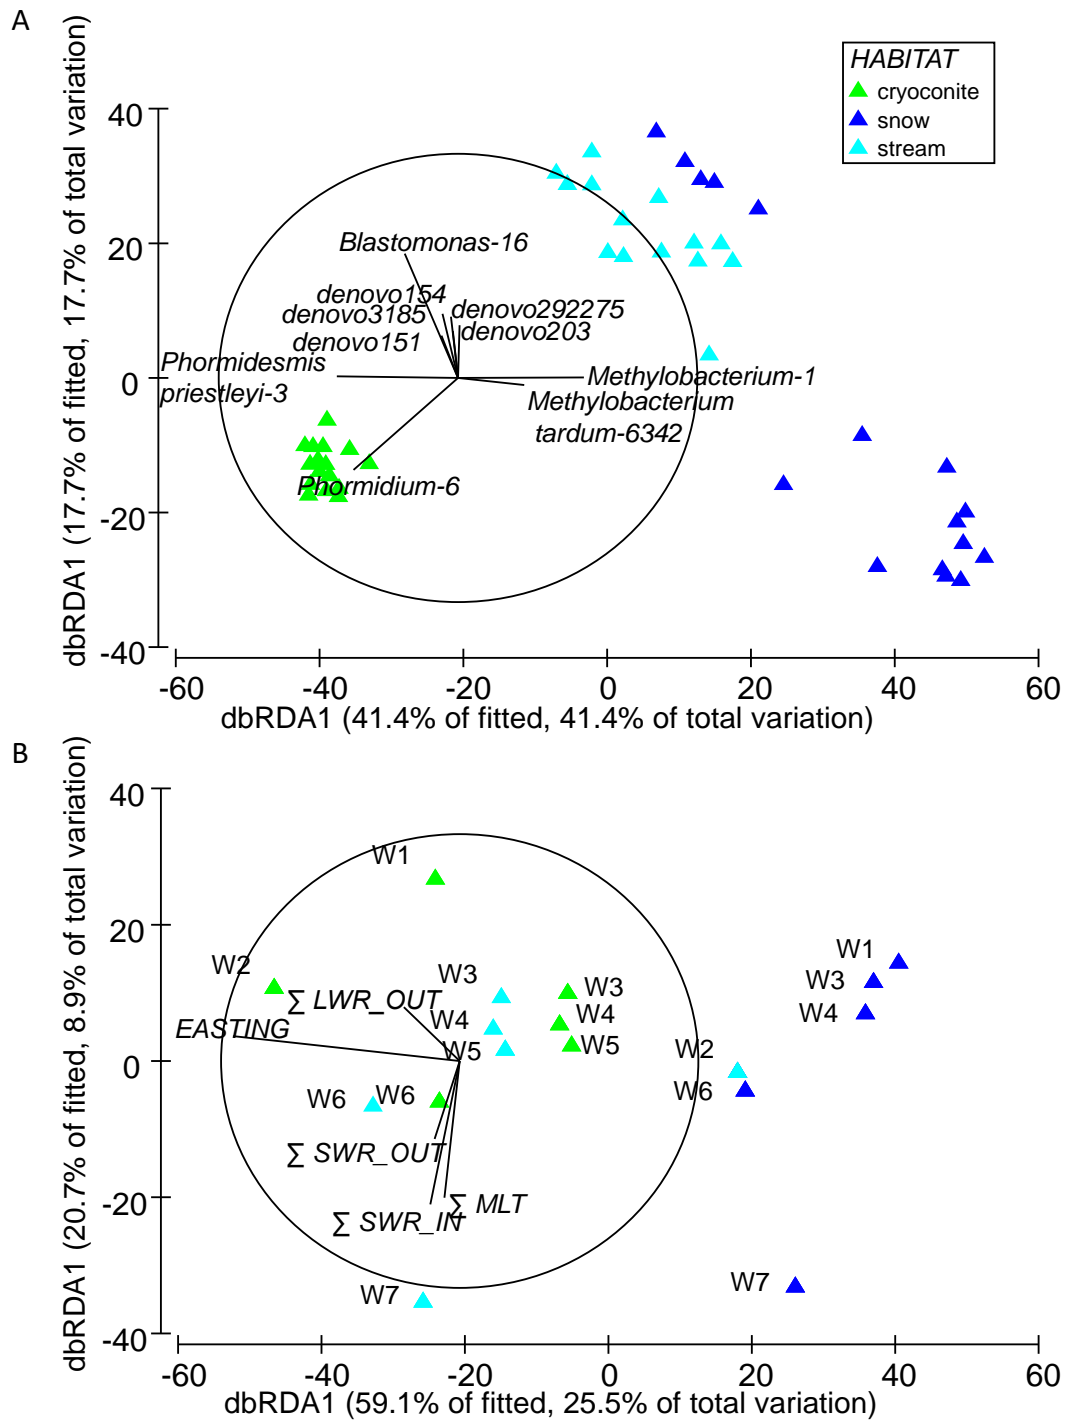 A
dbRDA1 (17.7% of fitted, 17.7% of total variation)
HABITAT
cryoconite
snow
stream
40
20
0
-20
-40
Blastomonas-16
denovo154
denovo3185
denovo292275
denovo203
denovo151
Phormidesmis
priestleyi-3
Methylobacterium-1
Methylobacterium
tardum-6342
Phormidium-6
-60 -40 -20 0 20 40 60
dbRDA1 (41.4% of fitted, 41.4% of total variation)
B
dbRDA1 (20.7% of fitted, 8.9% of total variation)
40
20
0
-20
-40
W1
W2
W3
W3
W1
W3
W4
∑ LWR_OUT
W4
W4
EASTING
W5
W5
W2
W6
W6
W6
∑ SWR_OUT
∑ MLT
∑ SWR_IN
W7
W7
-60 -40 -20 0 20 40 60
dbRDA1 (59.1% of fitted, 25.5% of total variation)